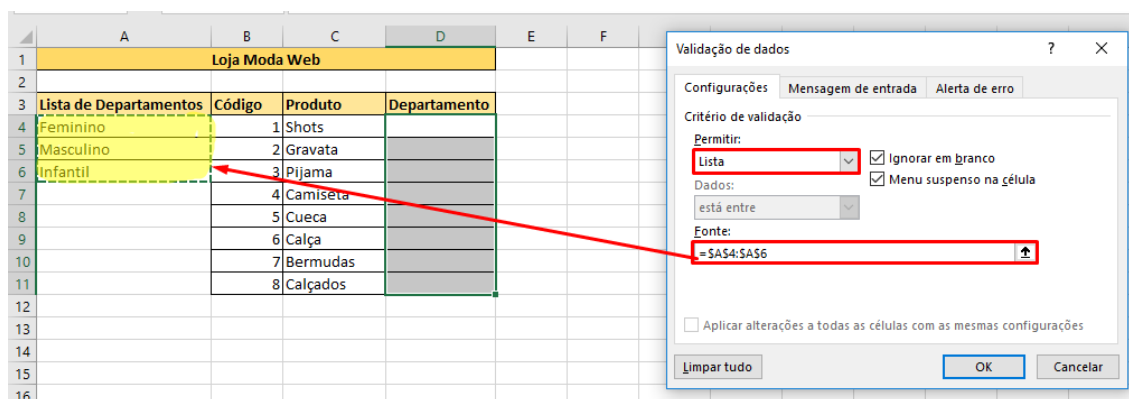 A B C D E F
1 Loja Moda Web
2
3 Lista de Departamentos Código Produto Departamento
4 Feminino 1 Shots
5 Masculino 2 Gravata
6 Infantil 3 Pijama
7 4 Camiseta
8 5 Cueca
9 6 Calça
10 7 Bermudas
11 8 Calçados
12
13
14
15
16
Validação de dados ? X
Configurações Mensagem de entrada Alerta de erro
Critério de validação
Permitir:
Lista Ignorar em branco
Dados: Menu suspenso na célula
está entre
Fonte:
=$A$4:$A$6
Aplicar alterações a todas as células com as mesmas configurações
Limpar tudo OK Cancelar